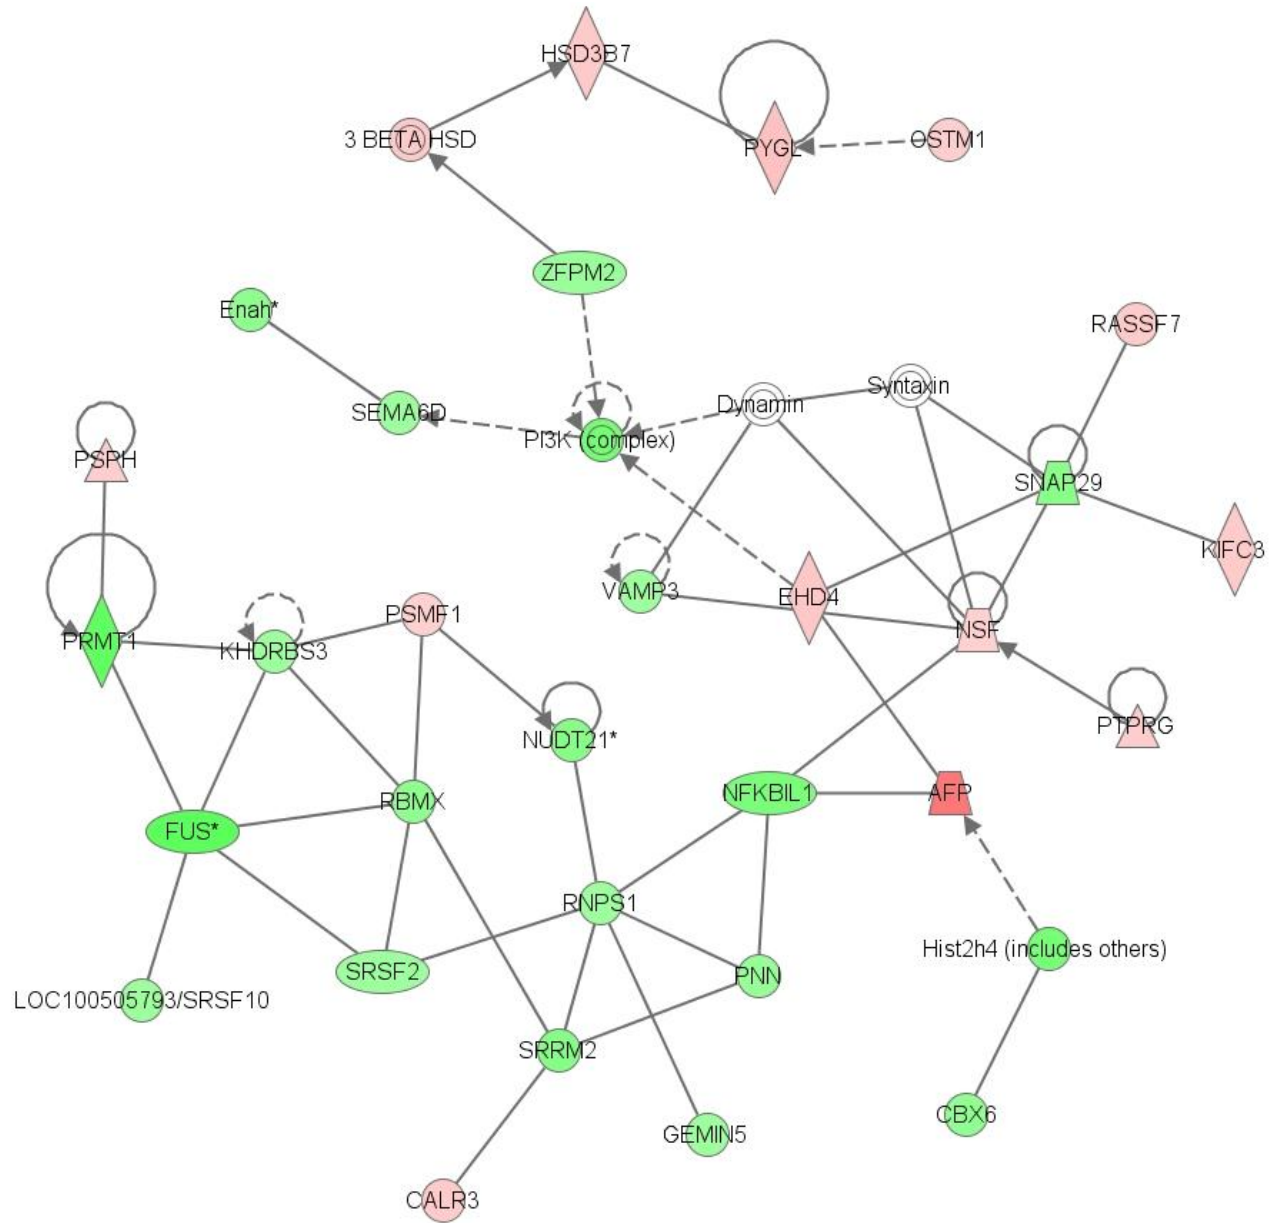 HSD3B7
3 BETA HSD
PYGL
OSTM1
ZFPM2
Enah*
RASSF7
SEMA6D
Dynamin
Syntaxin
PI3K (complex)
PSPH
SNAP29
KIFC3
VAMP3
EHD4
PSMF1
PRMT1
KHDRBS3
NSF
NUDT21*
PTPRG
RBMX
NFKBIL1
AFP
FUS*
RNPS1
Hist2h4 (includes others)
SRSF2
PNN
LOC100505793/SRSF10
SRRM2
CBX6
GEMIN5
CALR3